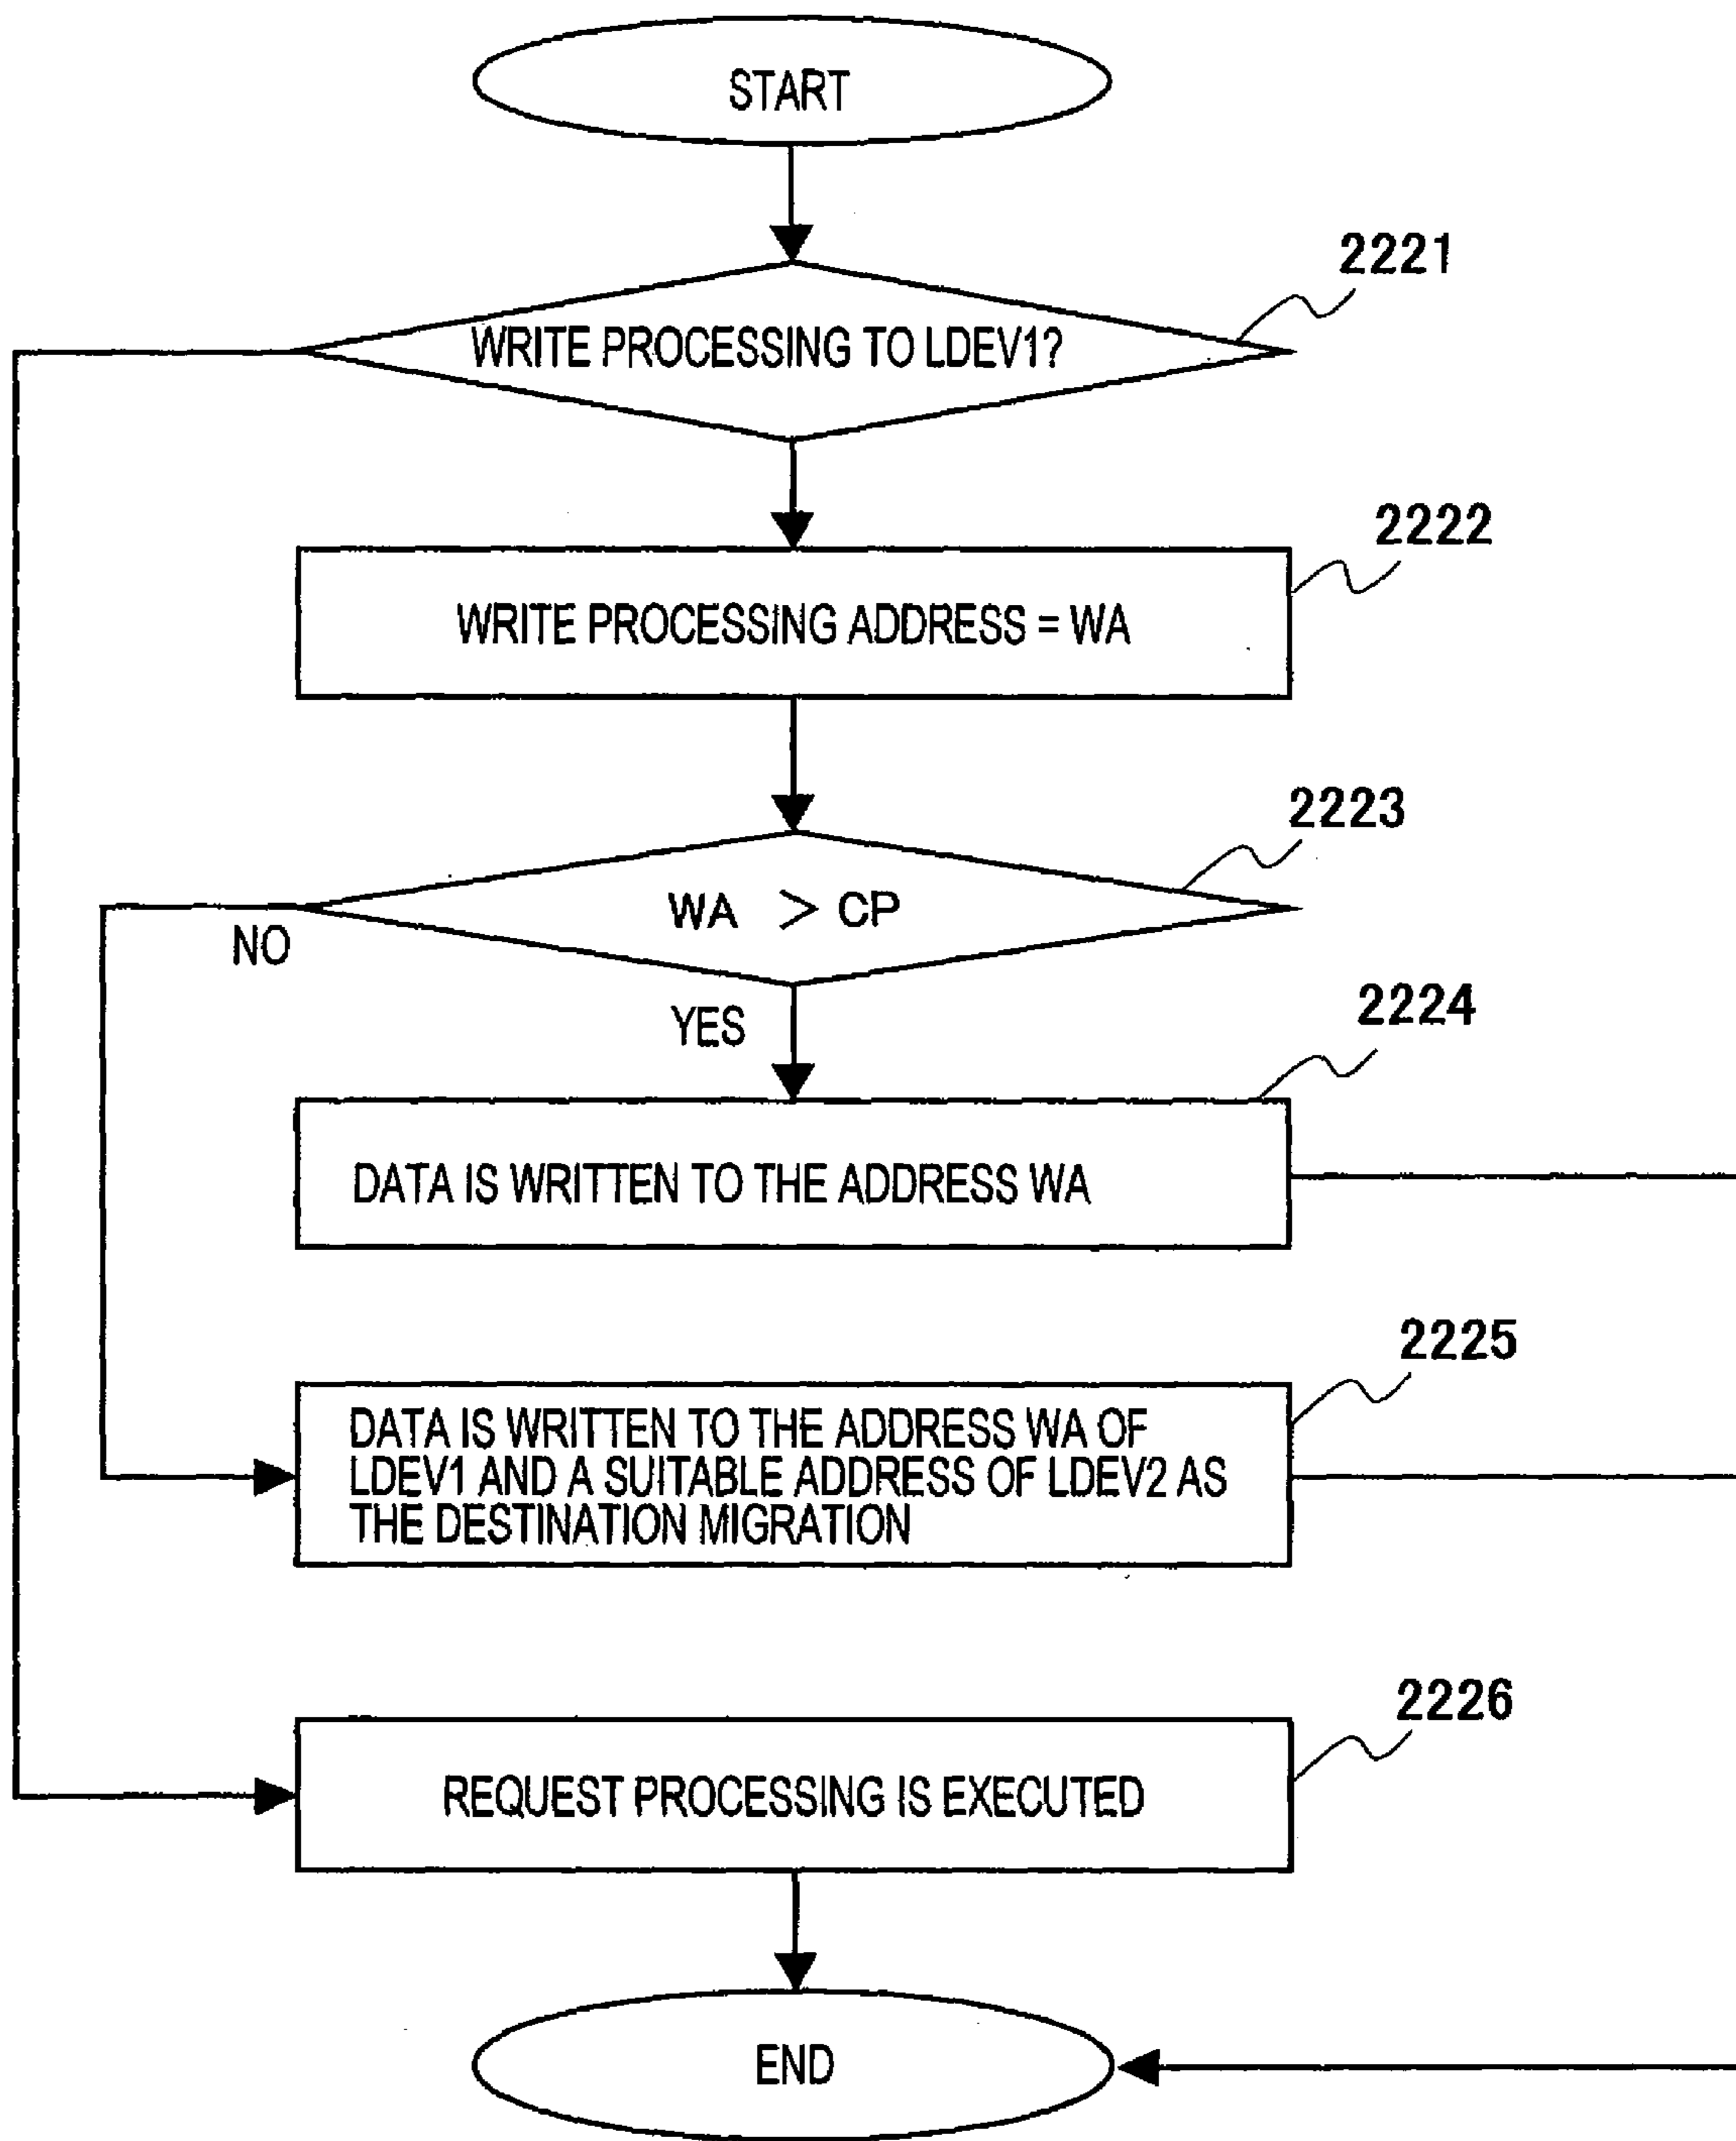 START
2221
WRITE PROCESSING TO LDEV1?
2222
WRITE PROCESSING ADDRESS = WA
2223
WA > CP
NO
YES
2224
DATA IS WRITTEN TO THE ADDRESS WA
2225
DATA IS WRITTEN TO THE ADDRESS WA OF
LDEV1 AND A SUITABLE ADDRESS OF LDEV2 AS
THE DESTINATION MIGRATION
2226
REQUEST PROCESSING IS EXECUTED
END